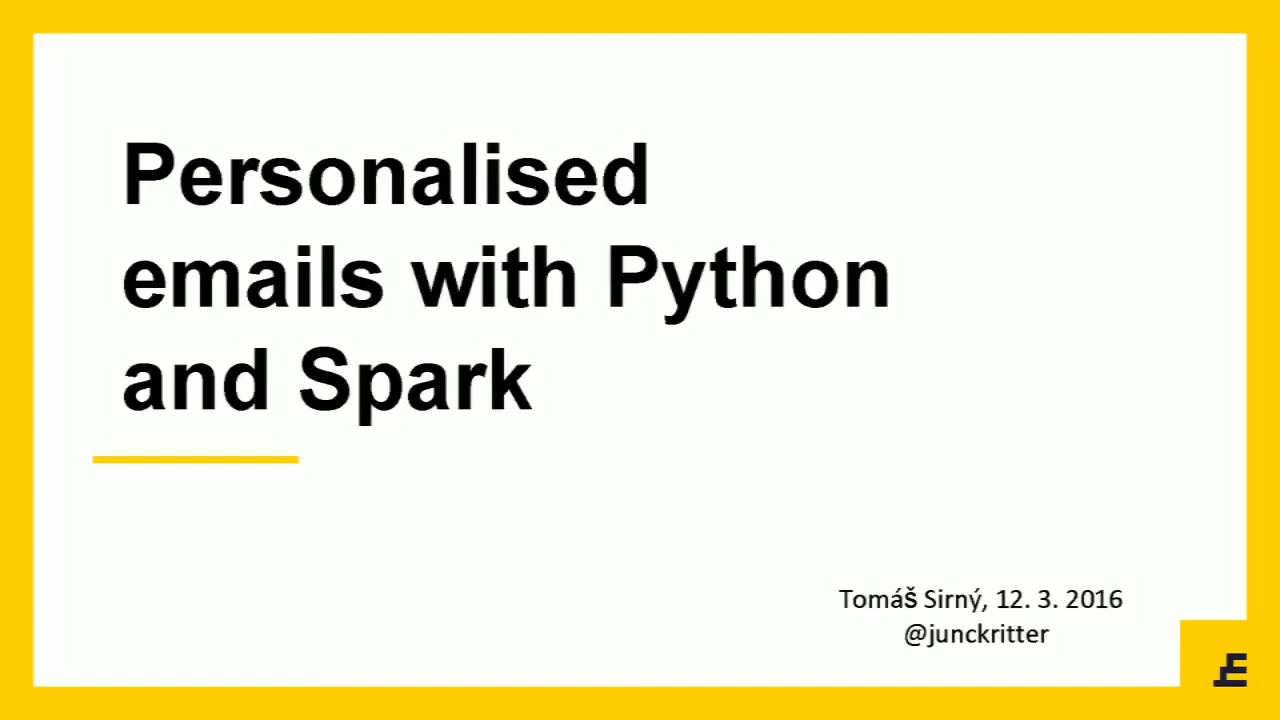 Personalised
emails with Python
and Spark
Tomáš Sirný, 12. 3. 2016
@junckritter